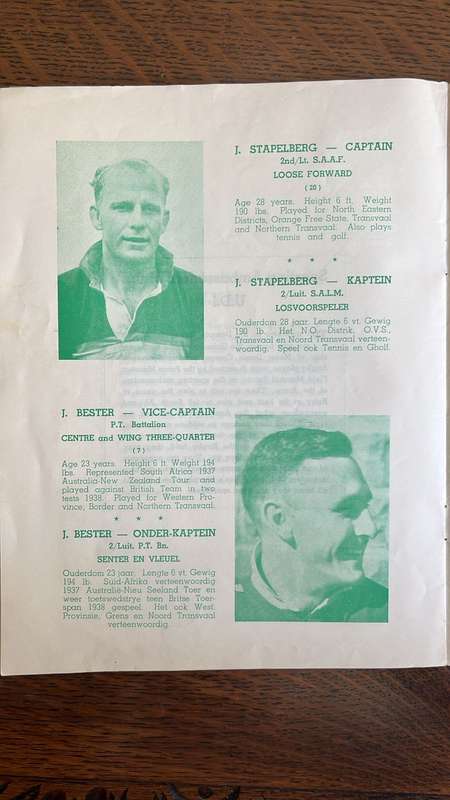 J. STAPELBERG — CAPTAIN
2nd/Lt. S.A.A.F.
LOOSE FORWARD
(20)
Age 28 years. Height 6 ft. Weight
190 lbs. Played for North Eastern
Districts, Orange Free State, Transvaal
and Northern Transvaal. Also plays
tennis and golf.
* * *
J. STAPELBERG — KAPTEIN
2/Luit. S.A.L.M.
LOSVOORSPELER
Ouderdom 28 jaar. Lengte 6 vt. Gewig
190 lb. Het N.O. Distrik, O.V.S.,
Transvaal en Noord Transvaal verteen-
woordig. Speel ook Tennis en Gholf.
J. BESTER — VICE-CAPTAIN
P.T. Battalion
CENTRE and WING THREE-QUARTER
(7)
Age 23 years. Height 6 ft Weight 194
lbs. Represented South Africa 1937
Australia-New Zealand Tour and
played against British Team in two
tests 1938. Played for Western Pro-
vince, Border and Northern Transvaal.
* * *
J. BESTER — ONDER-KAPTEIN
2/Luit. P.T. Bn.
SENTER EN VLEUEL
Ouderdom 23 jaar. Lengte 6 vt. Gewig
194 lb. Suid-Afrika verteenwoordig
1937 Australië-Nieu Seeland Toer en
weer toetswedstrye teen Britse Toer-
span 1938 gespeel. Het ook West.
Provinsie, Grens en Noord Transvaal
verteenwoordig.